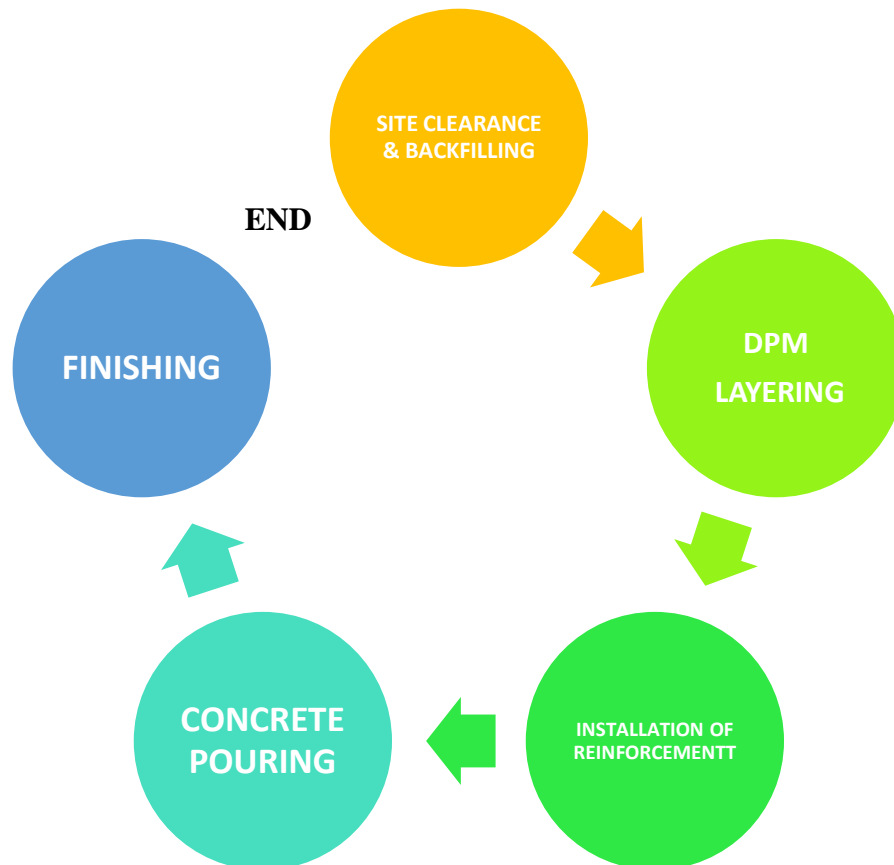 SITE CLEARANCE
& BACKFILLING
END
FINISHING
DPM
LAYERING
CONCRETE
POURING
INSTALLATION OF
REINFORCEMENTT